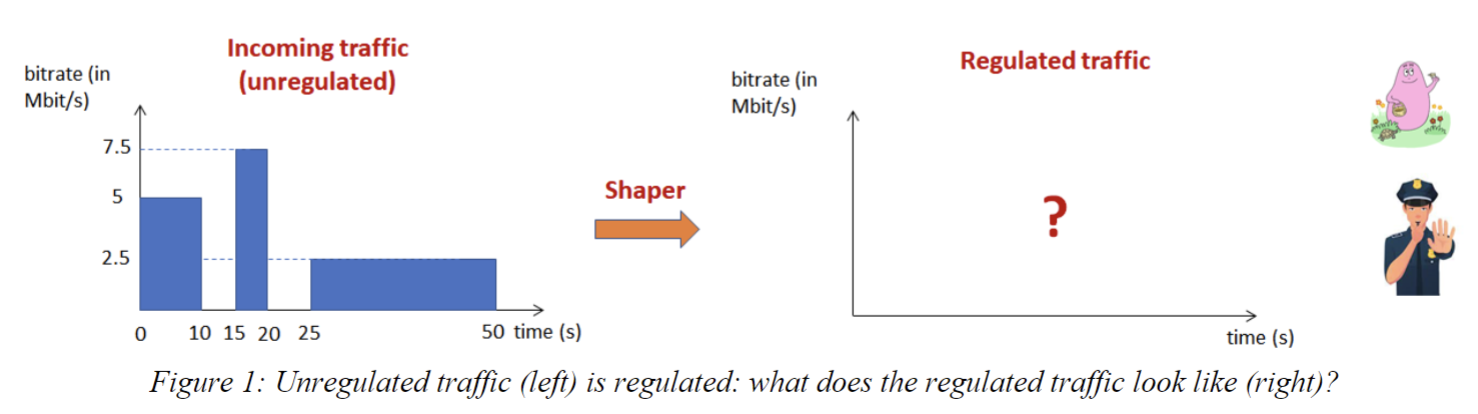 Incoming traffic
(unregulated)
bitrate (in
Mbit/s)
7.5
5
2.5
0 10 15 20 25 50 time (s)
Shaper
Regulated traffic
bitrate (in
Mbit/s)
?
time (s)
Figure 1: Unregulated traffic (left) is regulated: what does the regulated traffic look like (right)?